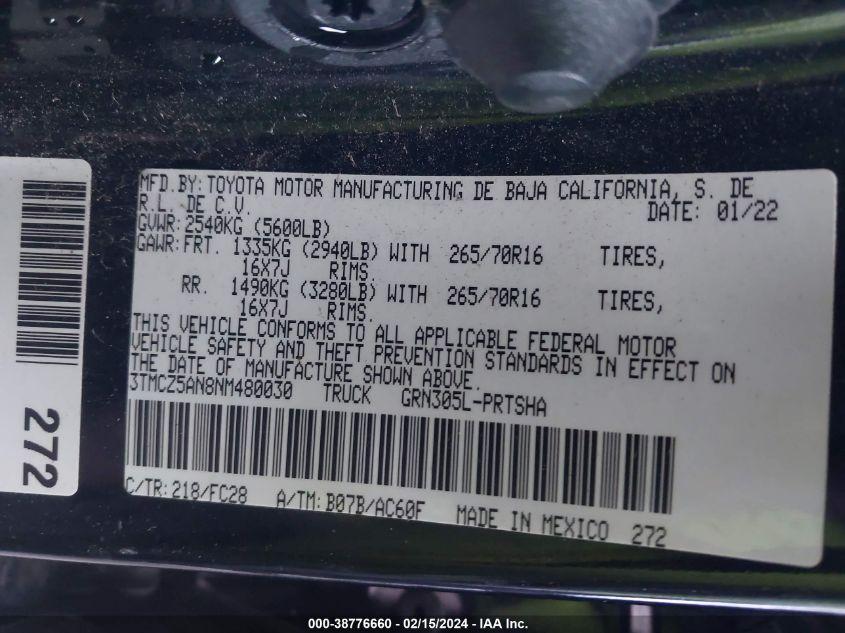 MFD.BY:TOYOTA MOTOR MANUFACTURING DE BAJA CALIFORNIA, S. DE
R.L. DE C.V. DATE: 01/22
GVWR:2540KG (5600LB)
GAWR:FRT. 1335KG (2940LB) WITH 265/70R16 TIRES,
16X7J RIMS.
RR. 1490KG (3280LB) WITH 265/70R16 TIRES,
16X7J RIMS.
THIS VEHICLE CONFORMS TO ALL APPLICABLE FEDERAL MOTOR
VEHICLE SAFETY AND THEFT PREVENTION STANDARDS IN EFFECT ON
THE DATE OF MANUFACTURE SHOWN ABOVE.
3TMCZ5AN8NM480030 TRUCK GRN305L-PRTSHA
C/TR:218/FC28 A/TM:B07B/AC60F MADE IN MEXICO 272
272
000-38776660 - 02/15/2024 - IAA Inc.